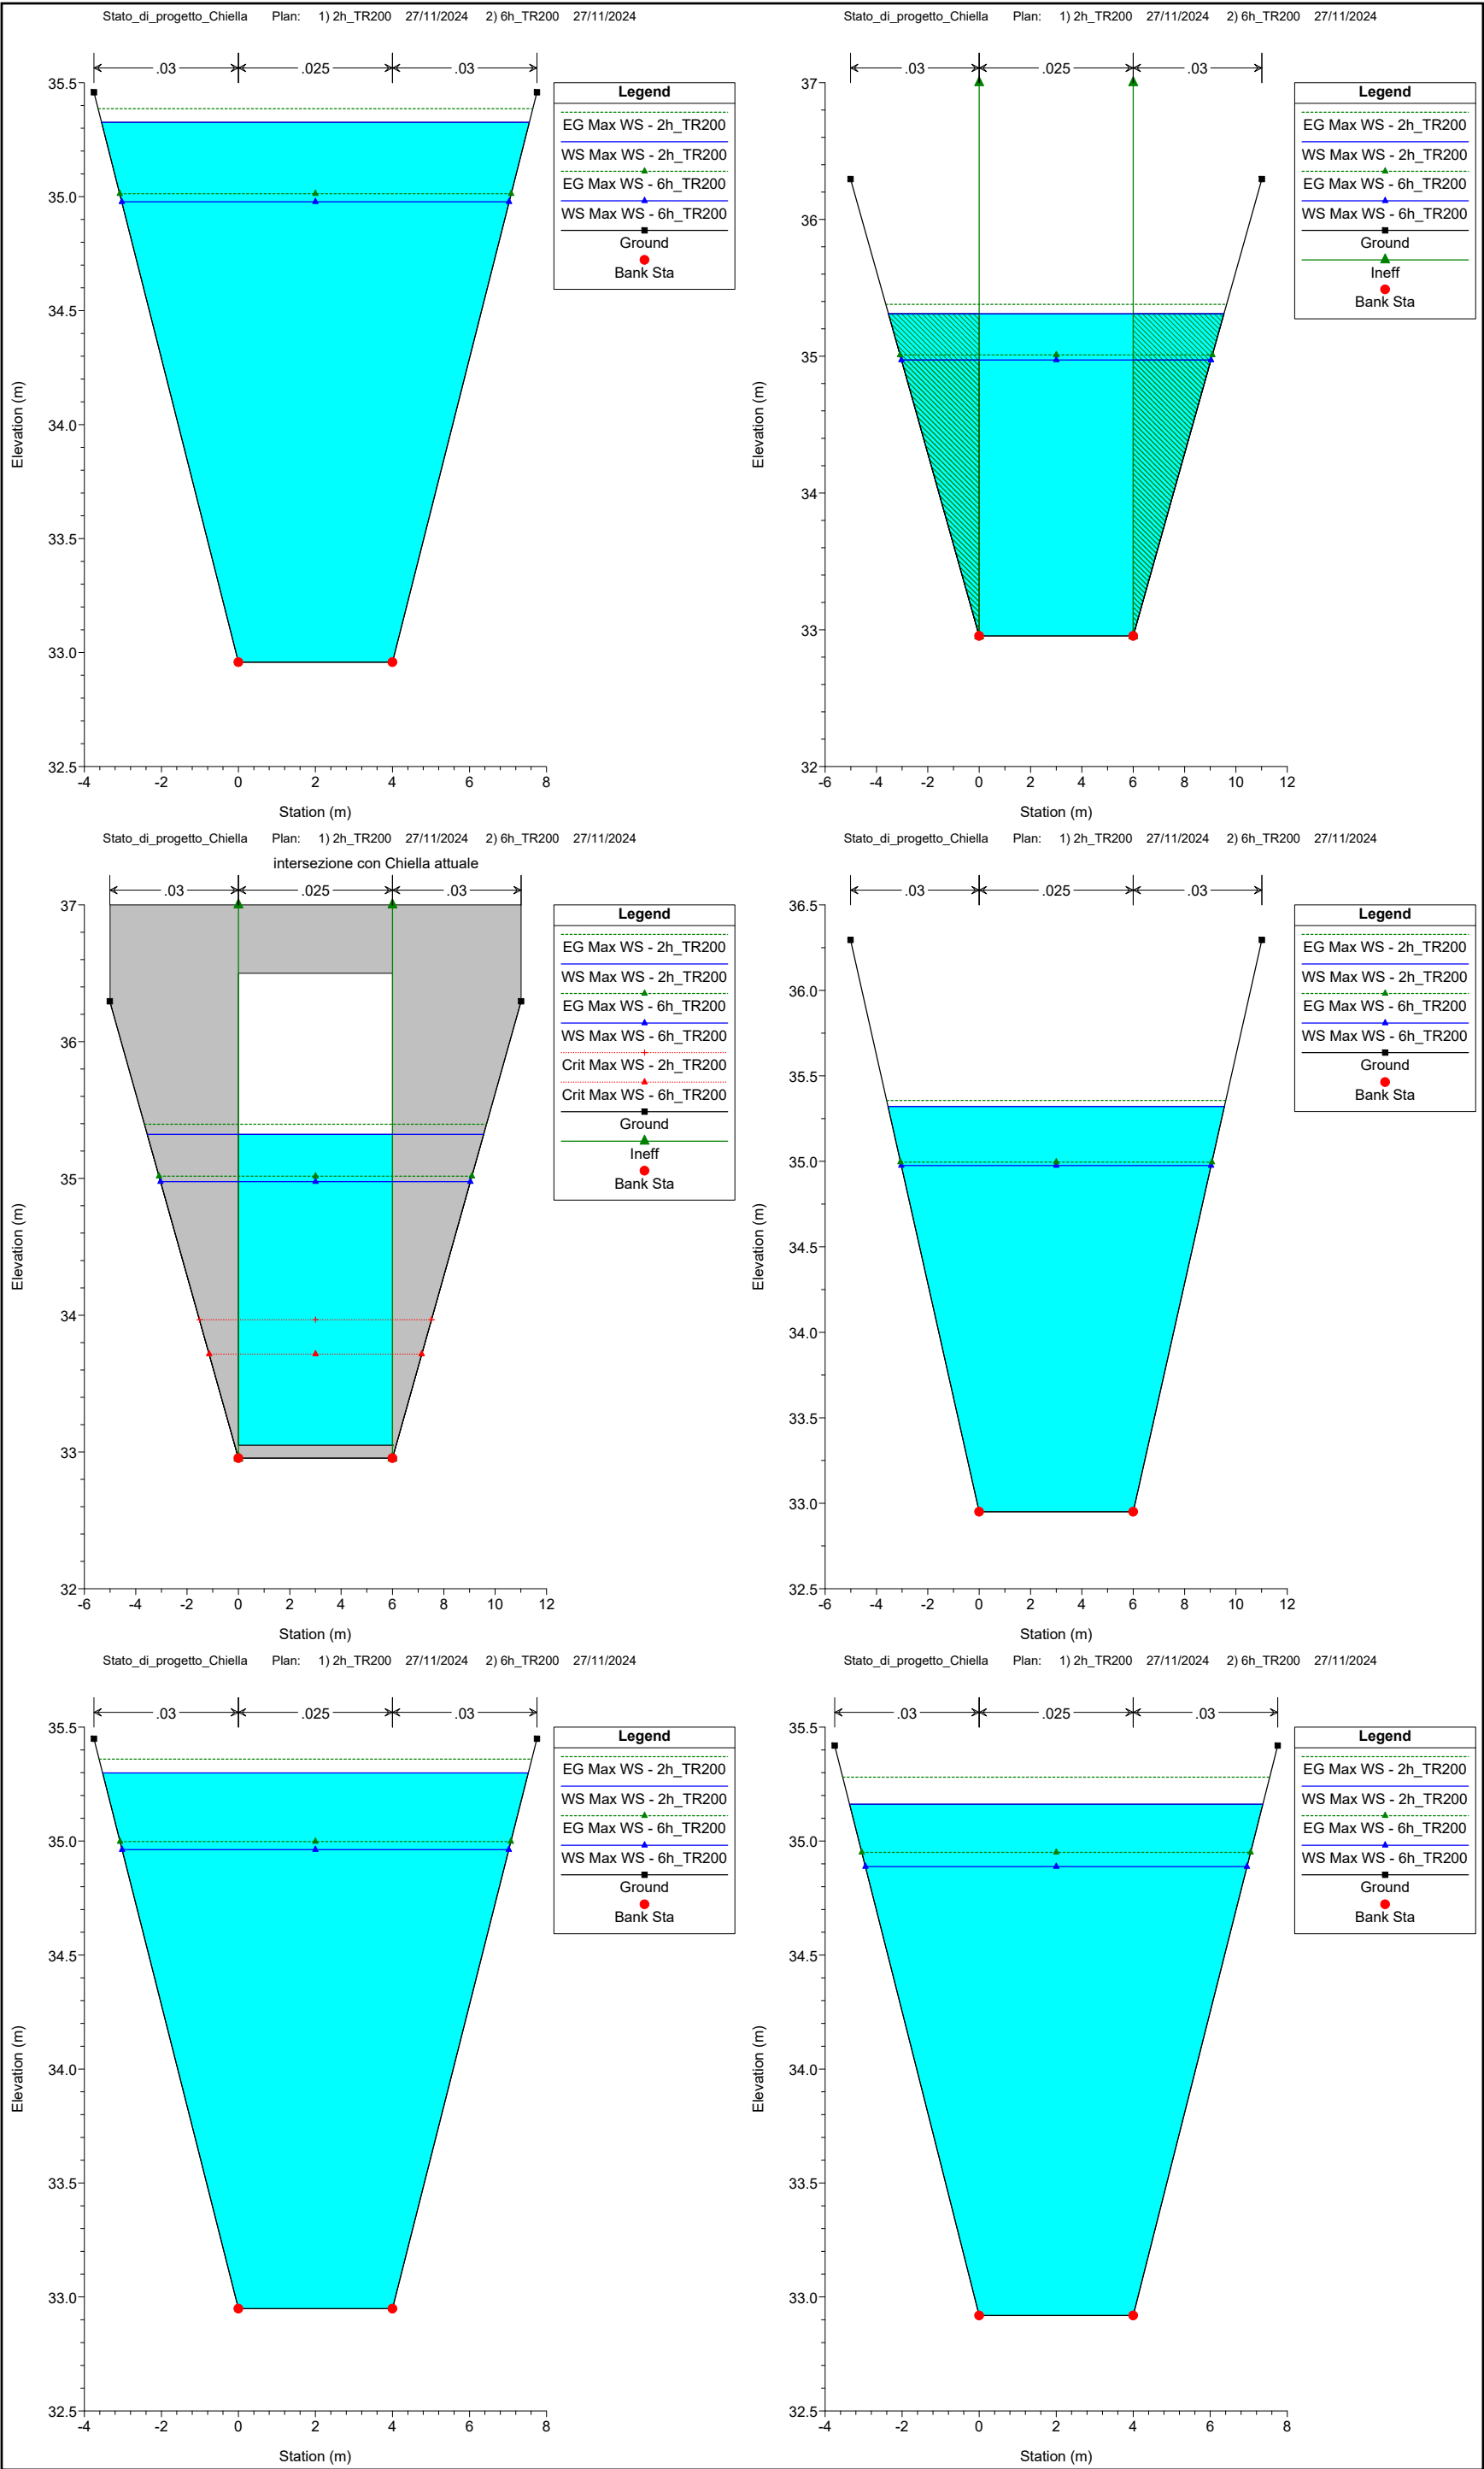 Stato_di_progetto_Chiella Plan: 1) 2h_TR200 27/11/2024 2) 6h_TR200 27/11/2024
.03 .025 .03
35.5
35.0
34.5
34.0
33.5
33.0
32.5
Elevation (m)
-4 -2 0 2 4 6 8
Station (m)
Legend
EG Max WS - 2h_TR200
WS Max WS - 2h_TR200
EG Max WS - 6h_TR200
WS Max WS - 6h_TR200
Ground
Bank Sta
Stato_di_progetto_Chiella Plan: 1) 2h_TR200 27/11/2024 2) 6h_TR200 27/11/2024
.03 .025 .03
37
36
35
34
33
32
Elevation (m)
-6 -4 -2 0 2 4 6 8 10 12
Station (m)
Legend
EG Max WS - 2h_TR200
WS Max WS - 2h_TR200
EG Max WS - 6h_TR200
WS Max WS - 6h_TR200
Ground
Ineff
Bank Sta
Stato_di_progetto_Chiella Plan: 1) 2h_TR200 27/11/2024 2) 6h_TR200 27/11/2024
intersezione con Chiella attuale
.03 .025 .03
37
36
35
34
33
32
Elevation (m)
-6 -4 -2 0 2 4 6 8 10 12
Station (m)
Legend
EG Max WS - 2h_TR200
WS Max WS - 2h_TR200
EG Max WS - 6h_TR200
WS Max WS - 6h_TR200
Crit Max WS - 2h_TR200
Crit Max WS - 6h_TR200
Ground
Ineff
Bank Sta
Stato_di_progetto_Chiella Plan: 1) 2h_TR200 27/11/2024 2) 6h_TR200 27/11/2024
.03 .025 .03
36.5
36.0
35.5
35.0
34.5
34.0
33.5
33.0
32.5
Elevation (m)
-6 -4 -2 0 2 4 6 8 10 12
Station (m)
Legend
EG Max WS - 2h_TR200
WS Max WS - 2h_TR200
EG Max WS - 6h_TR200
WS Max WS - 6h_TR200
Ground
Bank Sta
Stato_di_progetto_Chiella Plan: 1) 2h_TR200 27/11/2024 2) 6h_TR200 27/11/2024
.03 .025 .03
35.5
35.0
34.5
34.0
33.5
33.0
32.5
Elevation (m)
-4 -2 0 2 4 6 8
Station (m)
Legend
EG Max WS - 2h_TR200
WS Max WS - 2h_TR200
EG Max WS - 6h_TR200
WS Max WS - 6h_TR200
Ground
Bank Sta
Stato_di_progetto_Chiella Plan: 1) 2h_TR200 27/11/2024 2) 6h_TR200 27/11/2024
.03 .025 .03
35.5
35.0
34.5
34.0
33.5
33.0
32.5
Elevation (m)
-4 -2 0 2 4 6 8
Station (m)
Legend
EG Max WS - 2h_TR200
WS Max WS - 2h_TR200
EG Max WS - 6h_TR200
WS Max WS - 6h_TR200
Ground
Bank Sta